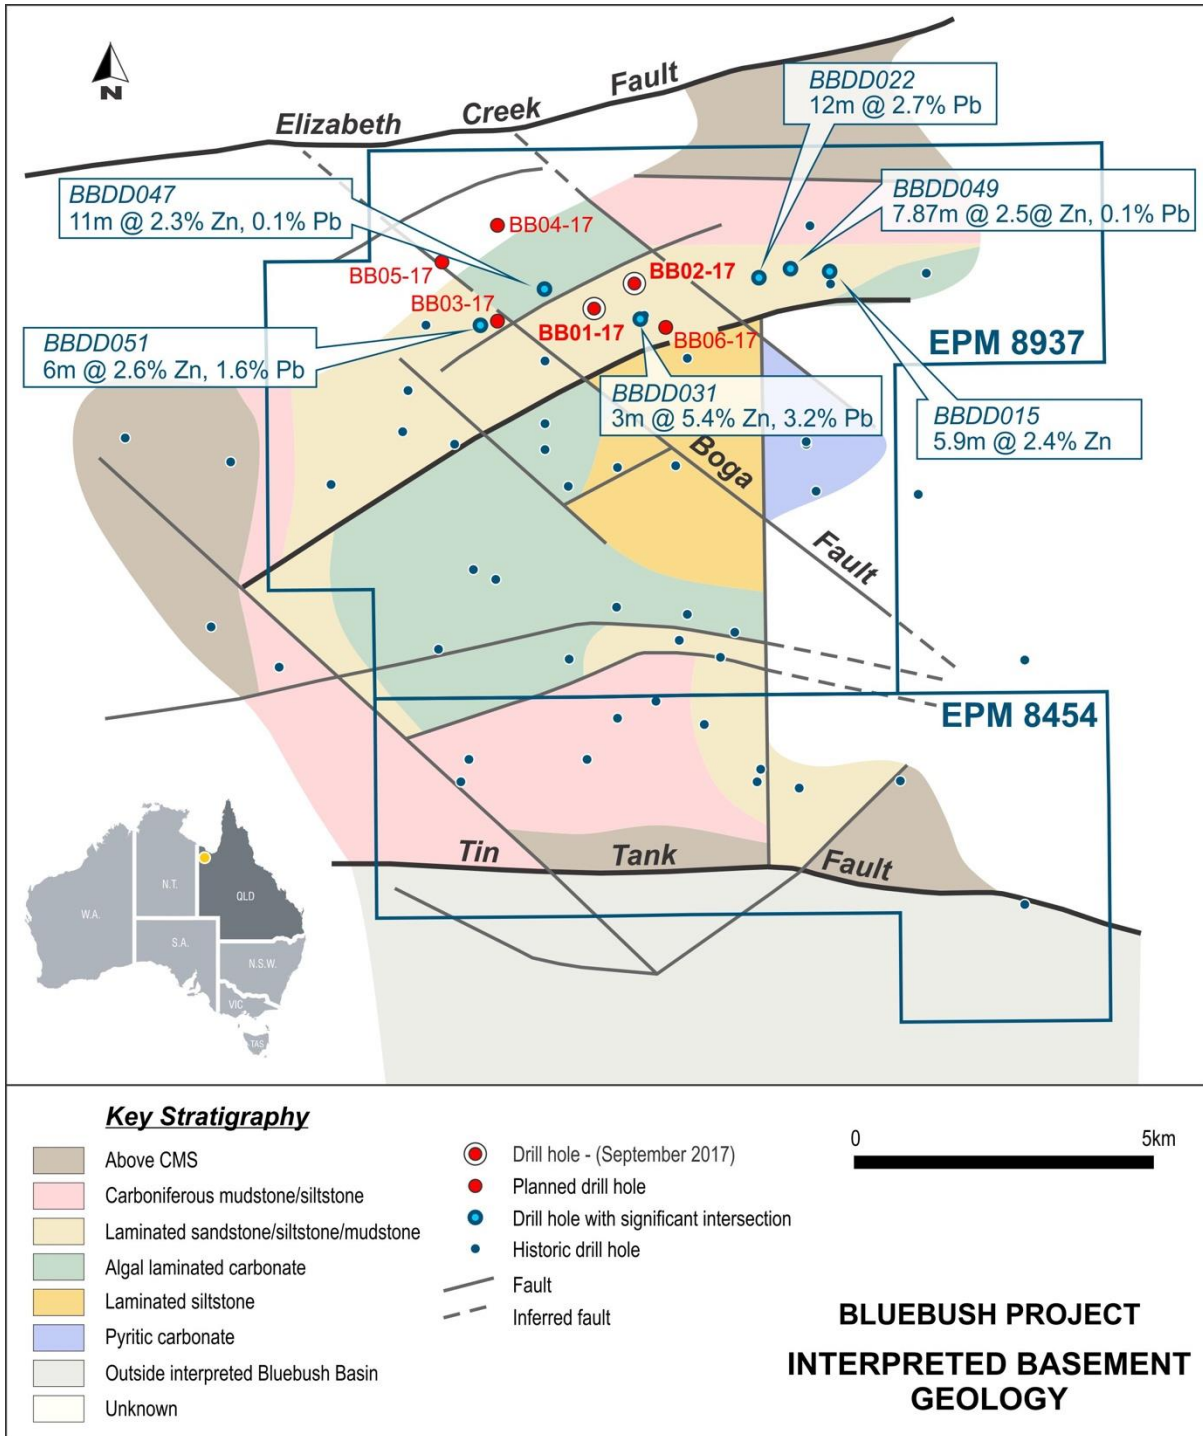 N
Elizabeth Creek Fault
BBDD022
12m @ 2.7% Pb
BBDD047
11m @ 2.3% Zn, 0.1% Pb
BBDD049
7.87m @ 2.5@ Zn, 0.1% Pb
BB04-17
BB05-17
BB02-17
BB03-17
BB01-17
BB06-17
EPM 8937
BBDD051
6m @ 2.6% Zn, 1.6% Pb
BBDD031
3m @ 5.4% Zn, 3.2% Pb
BBDD015
5.9m @ 2.4% Zn
Boga Fault
EPM 8454
Tin Tank Fault
W.A.
N.T.
QLD
S.A.
N.S.W.
VIC
TAS
Key Stratigraphy
Above CMS
Carboniferous mudstone/siltstone
Laminated sandstone/siltstone/mudstone
Algal laminated carbonate
Laminated siltstone
Pyritic carbonate
Outside interpreted Bluebush Basin
Unknown
Drill hole - (September 2017)
Planned drill hole
Drill hole with significant intersection
Historic drill hole
Fault
Inferred fault
0 5km
BLUEBUSH PROJECT
INTERPRETED BASEMENT
GEOLOGY